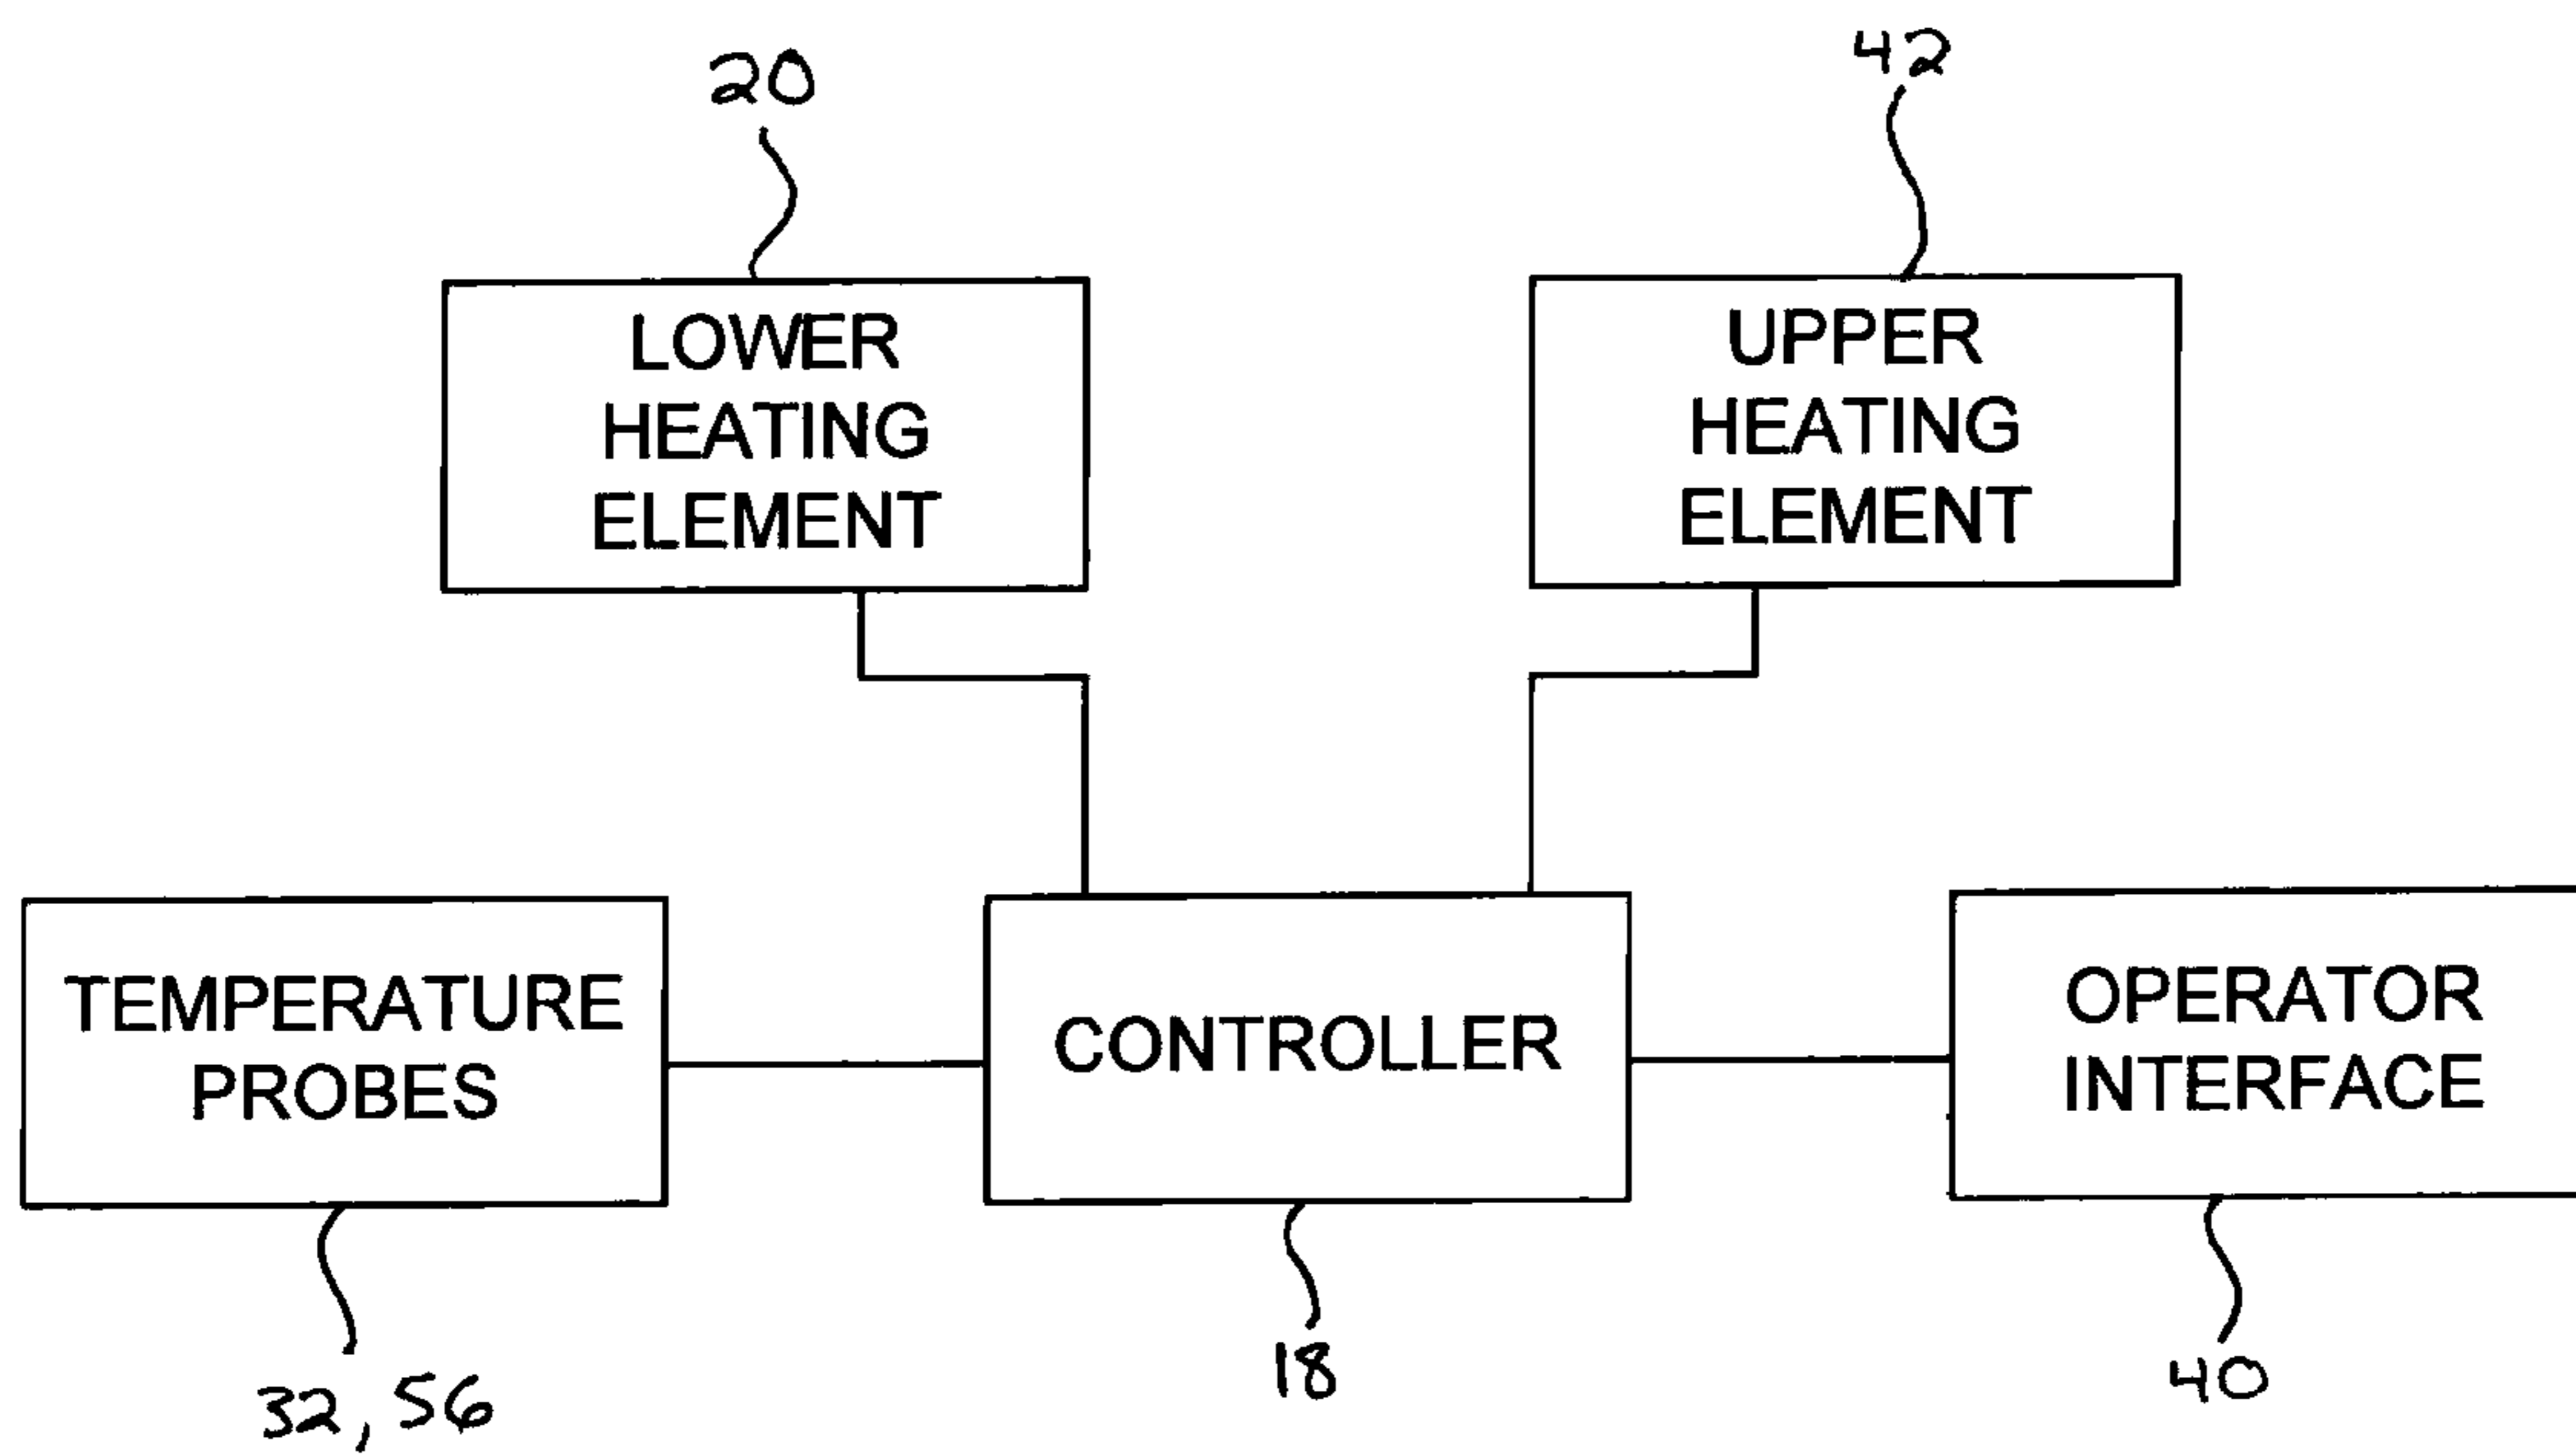 20
42
LOWER
HEATING
ELEMENT
UPPER
HEATING
ELEMENT
TEMPERATURE
PROBES
CONTROLLER
OPERATOR
INTERFACE
32, 56
18
40